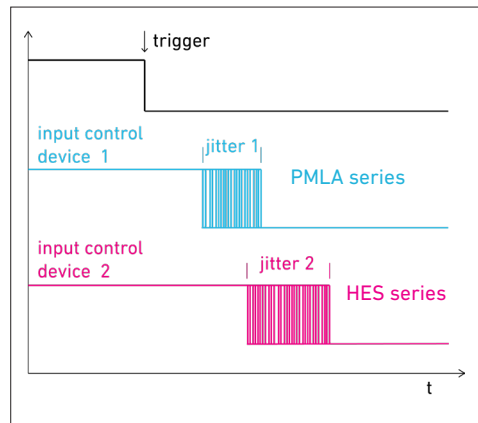 trigger
input control
device 1
jitter 1
PMLA series
input control
device 2
jitter 2
HES series
t